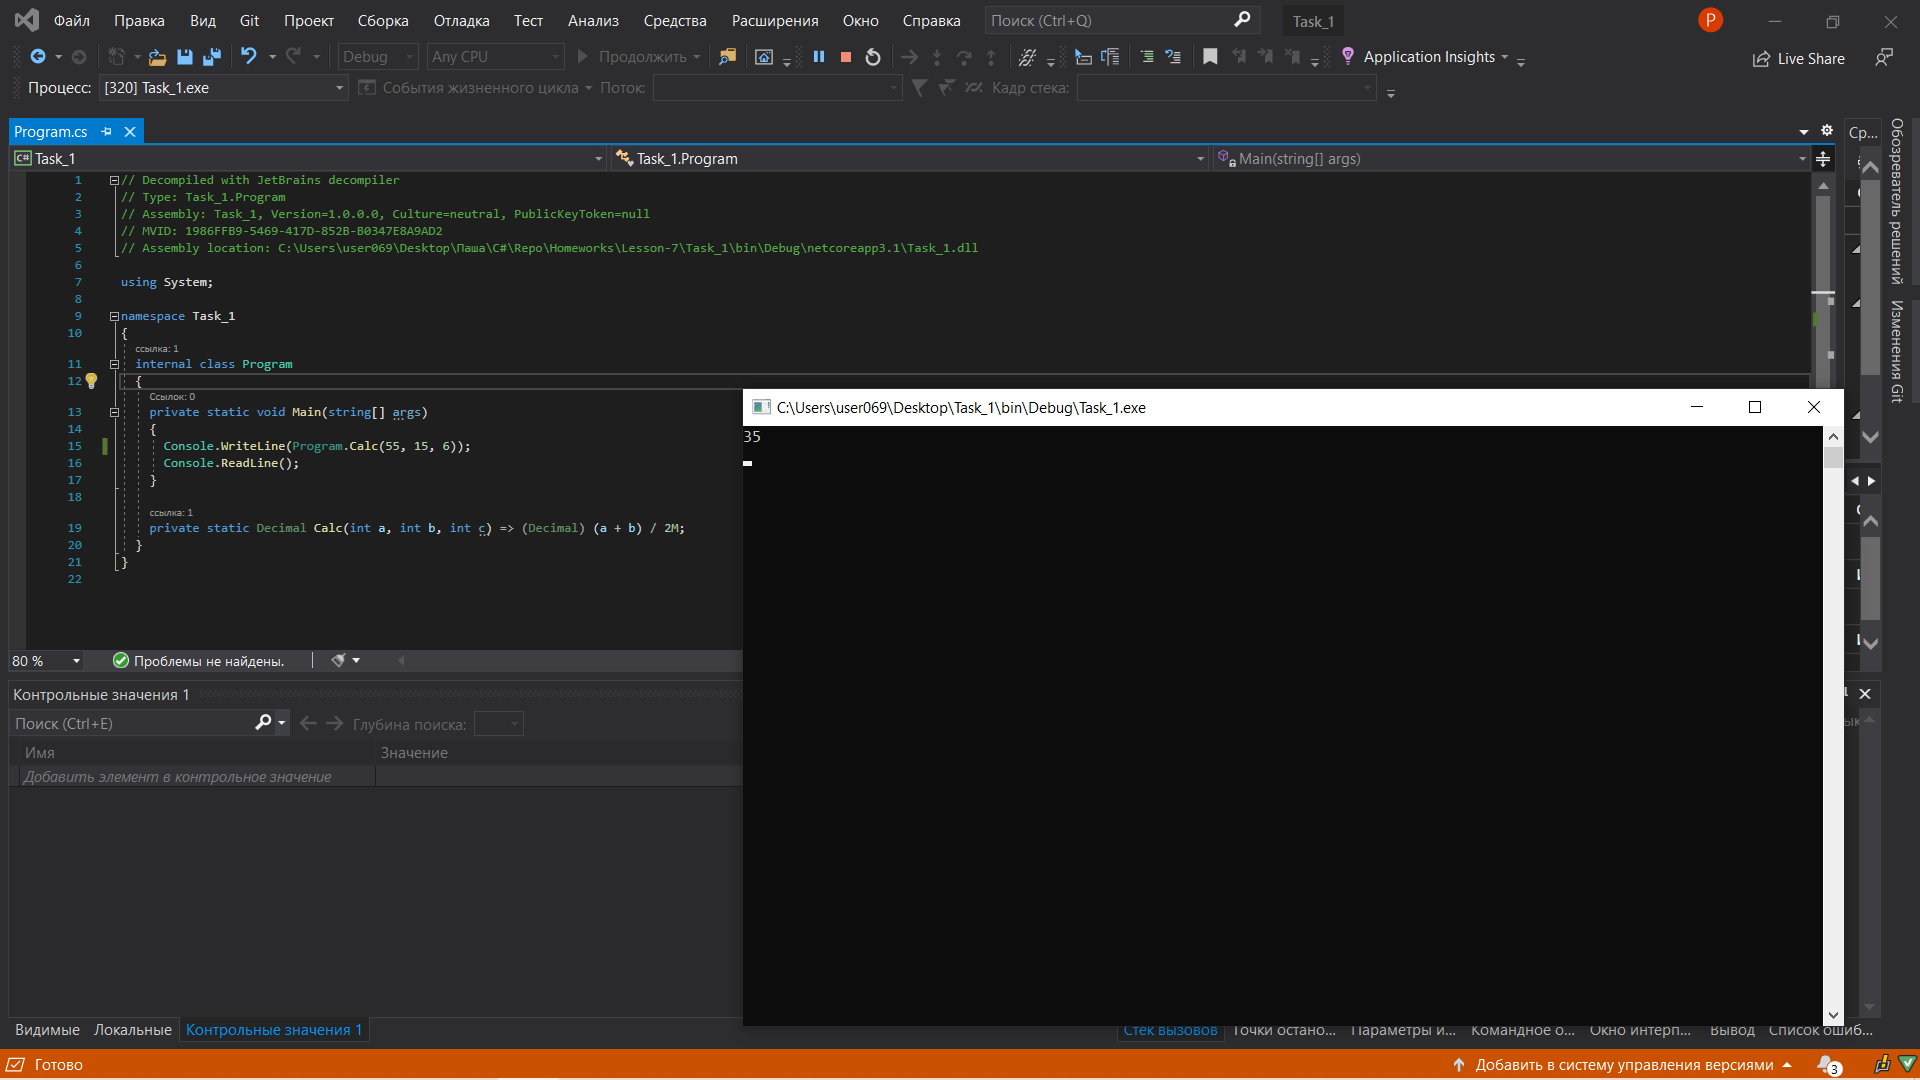 Файл Правка Вид Git Проект Сборка Отладка Тест Анализ Средства Расширения Окно Справка Поиск (Ctrl+Q) Task_1 P
Debug Any CPU Продолжить Application Insights Live Share
Процесс: [320] Task_1.exe События жизненного цикла Поток: Кадр стека:
Program.cs
Ср...
C# Task_1 Task_1.Program Main(string[] args)
1 // Decompiled with JetBrains decompiler
2 // Type: Task_1.Program
3 // Assembly: Task_1, Version=1.0.0.0, Culture=neutral, PublicKeyToken=null
4 // MVID: 1986FFB9-5469-417D-852B-B0347E8A9AD2
5 // Assembly location: C:\Users\user069\Desktop\Паша\C#\Repo\Homeworks\Lesson-7\Task_1\bin\Debug\netcoreapp3.1\Task_1.dll
6
7 using System;
8
9 namespace Task_1
10 {
ссылка: 1
11 internal class Program
12 {
Ссылок: 0
13 private static void Main(string[] args)
14 {
15 Console.WriteLine(Program.Calc(55, 15, 6));
16 Console.ReadLine();
17 }
18
ссылка: 1
19 private static Decimal Calc(int a, int b, int c) => (Decimal) (a + b) / 2M;
20 }
21 }
22
80 % Проблемы не найдены.
C:\Users\user069\Desktop\Task_1\bin\Debug\Task_1.exe
35
Обозреватель решений
Изменения Git
Контрольные значения 1
Поиск (Ctrl+E) Глубина поиска:
Имя Значение
Добавить элемент в контрольное значение
Видимые Локальные Контрольные значения 1
Стек вызовов Точки остано... Параметры и... Командное о... Окно интерп... Вывод Список ошиб...
Готово Добавить в систему управления версиями 3